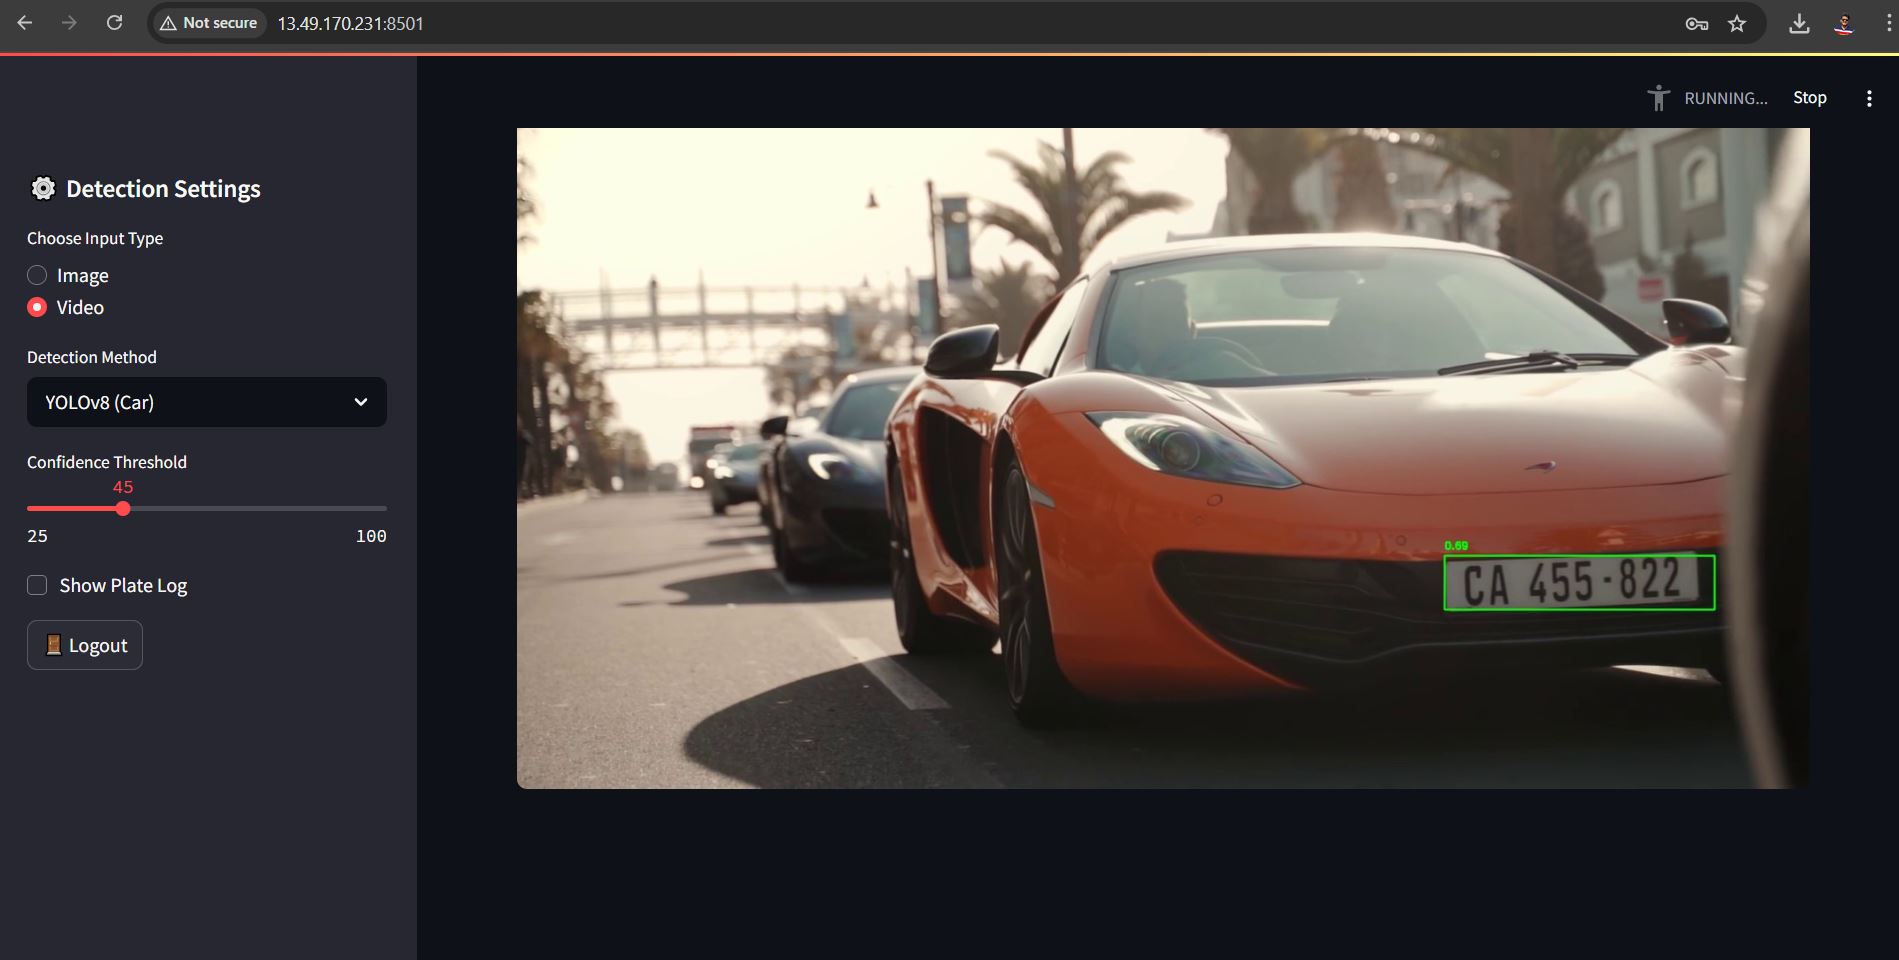 Not secure
13.49.170.231:8501
RUNNING...
Stop
Detection Settings
Choose Input Type
Image
Video
Detection Method
YOLOv8 (Car)
Confidence Threshold
45
25
100
Show Plate Log
Logout
0.69
CA 455-822